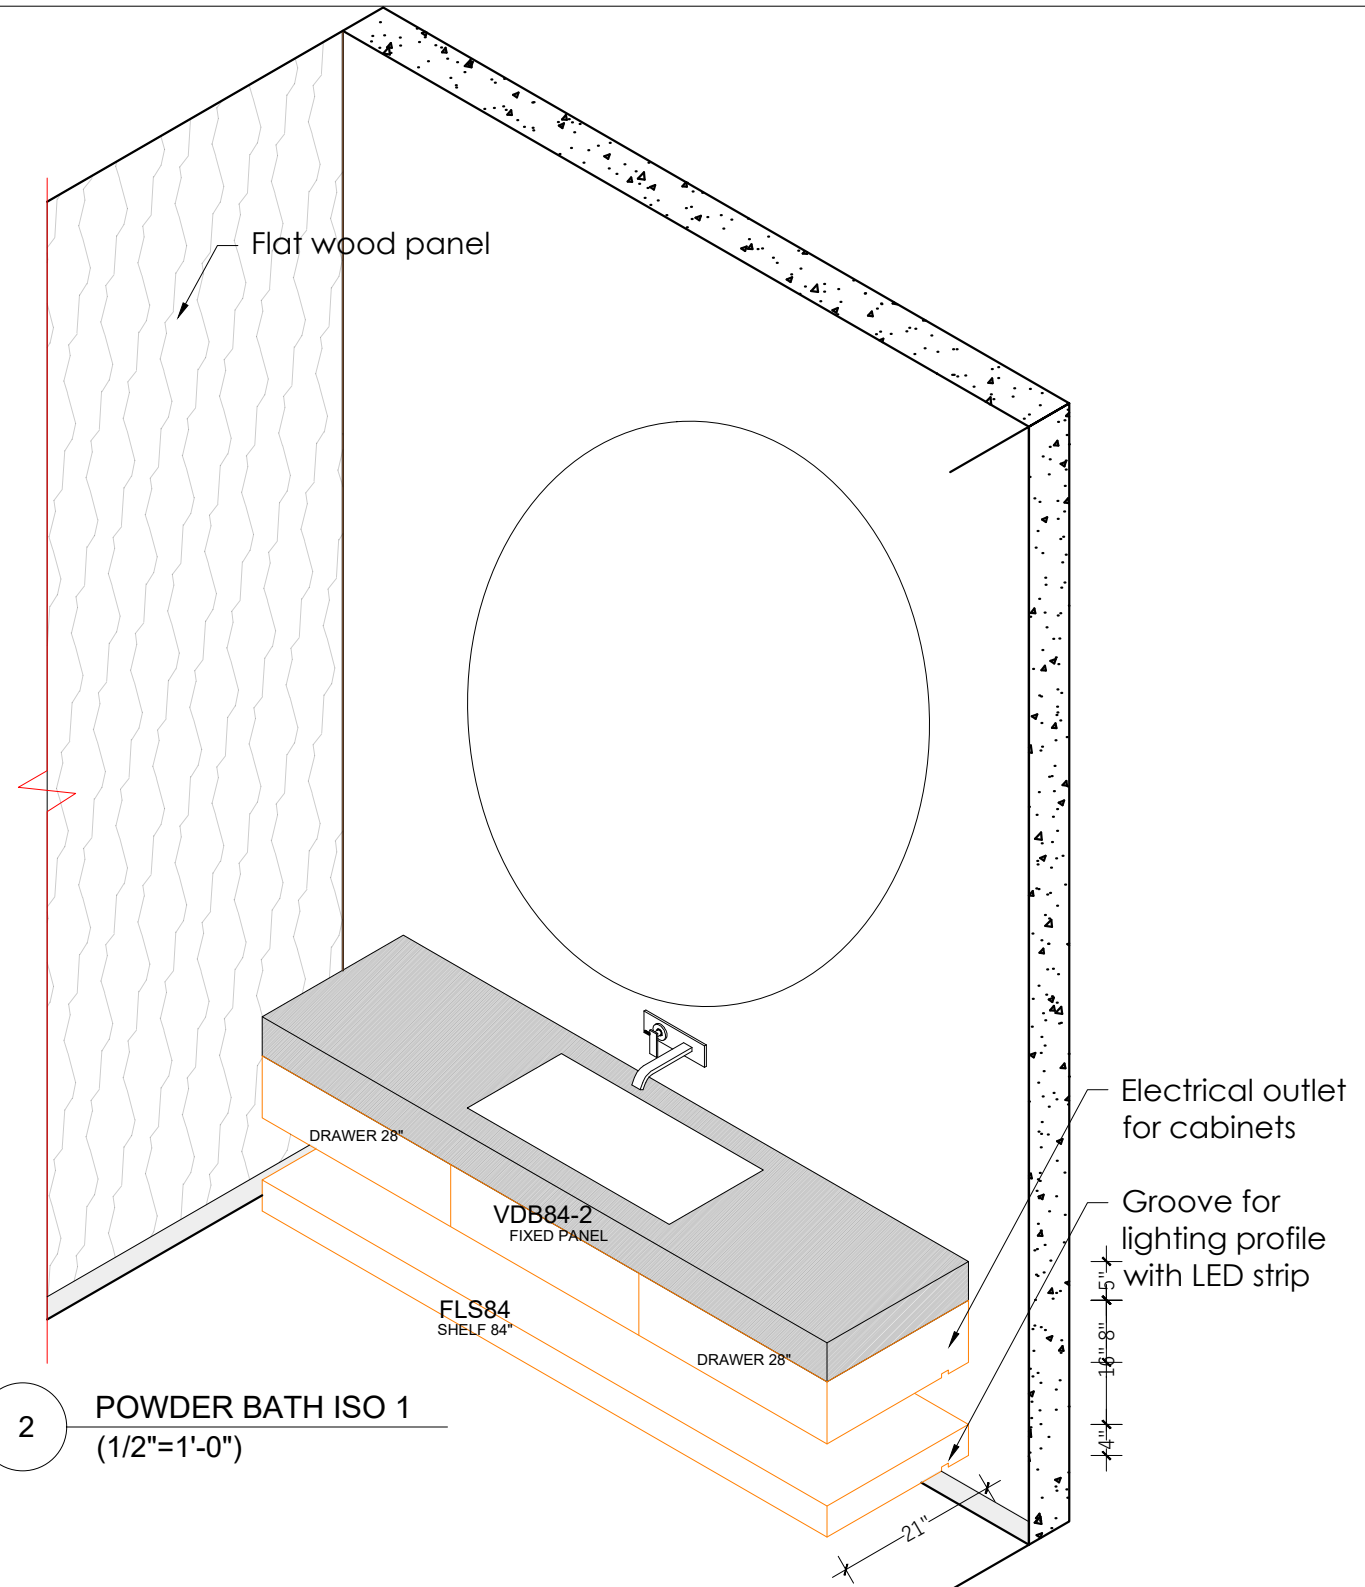 Flat wood panel
Electrical outlet
for cabinets
DRAWER 28"
Groove for
lighting profile
with LED strip
VDB84-2
FIXED PANEL
5"
FLS84
SHELF 84"
8"
16"
DRAWER 28"
2
POWDER BATH ISO 1
(1/2"=1'-0")
4"
21"